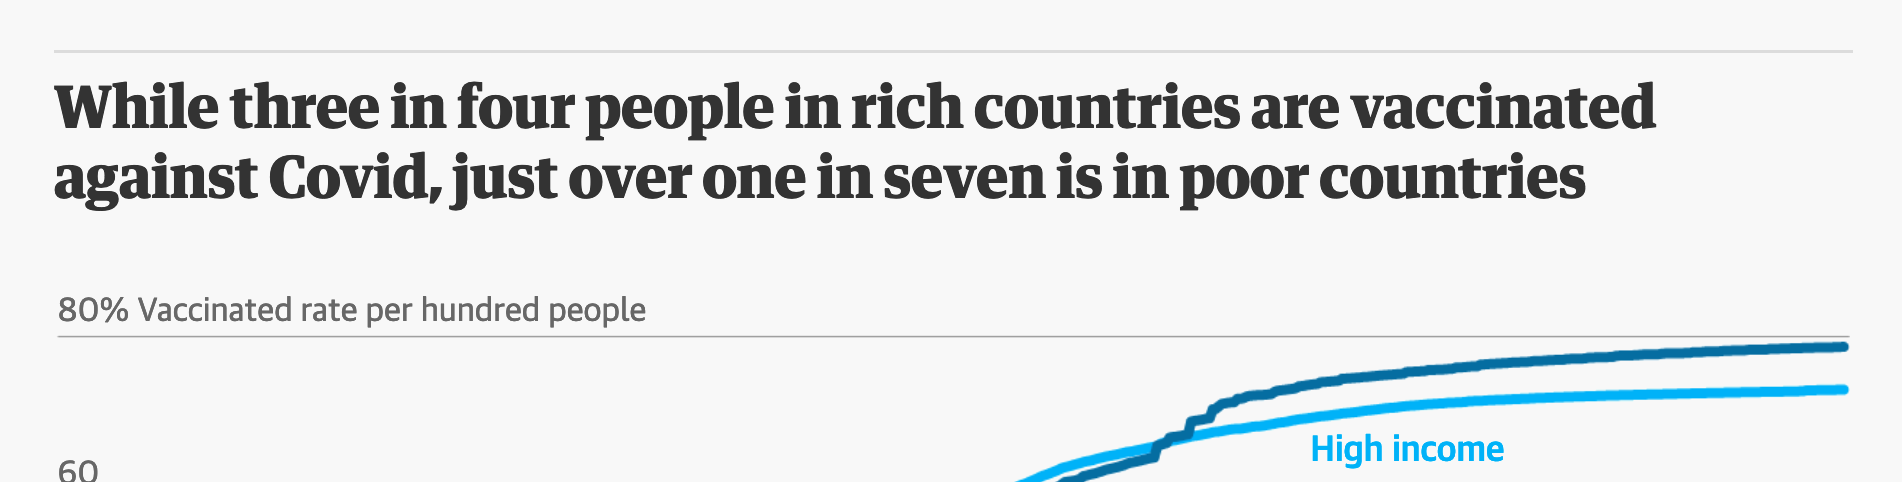 While three in four people in rich countries are vaccinated
against Covid, just over one in seven is in poor countries
80% Vaccinated rate per hundred people
High income
60